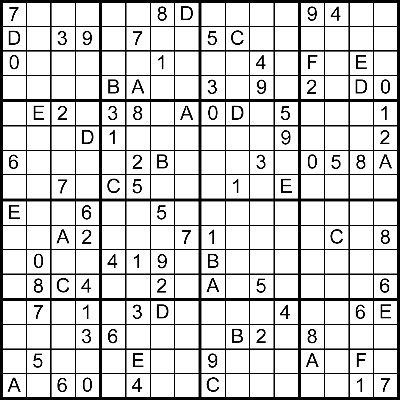 7 8 D 9 4
D 3 9 7 5 C
0 1 4 F E
B A 3 9 2 D 0
E 2 3 8 A 0 D 5 1
D 1 9 2
6 2 B 3 0 5 8 A
7 C 5 1 E
E 6 5
A 2 7 1 C 8
0 4 1 9 B
8 C 4 2 A 5 6
7 1 3 D 4 6 E
3 6 B 2 8
5 E 9 A F
A 6 0 4 C 1 7